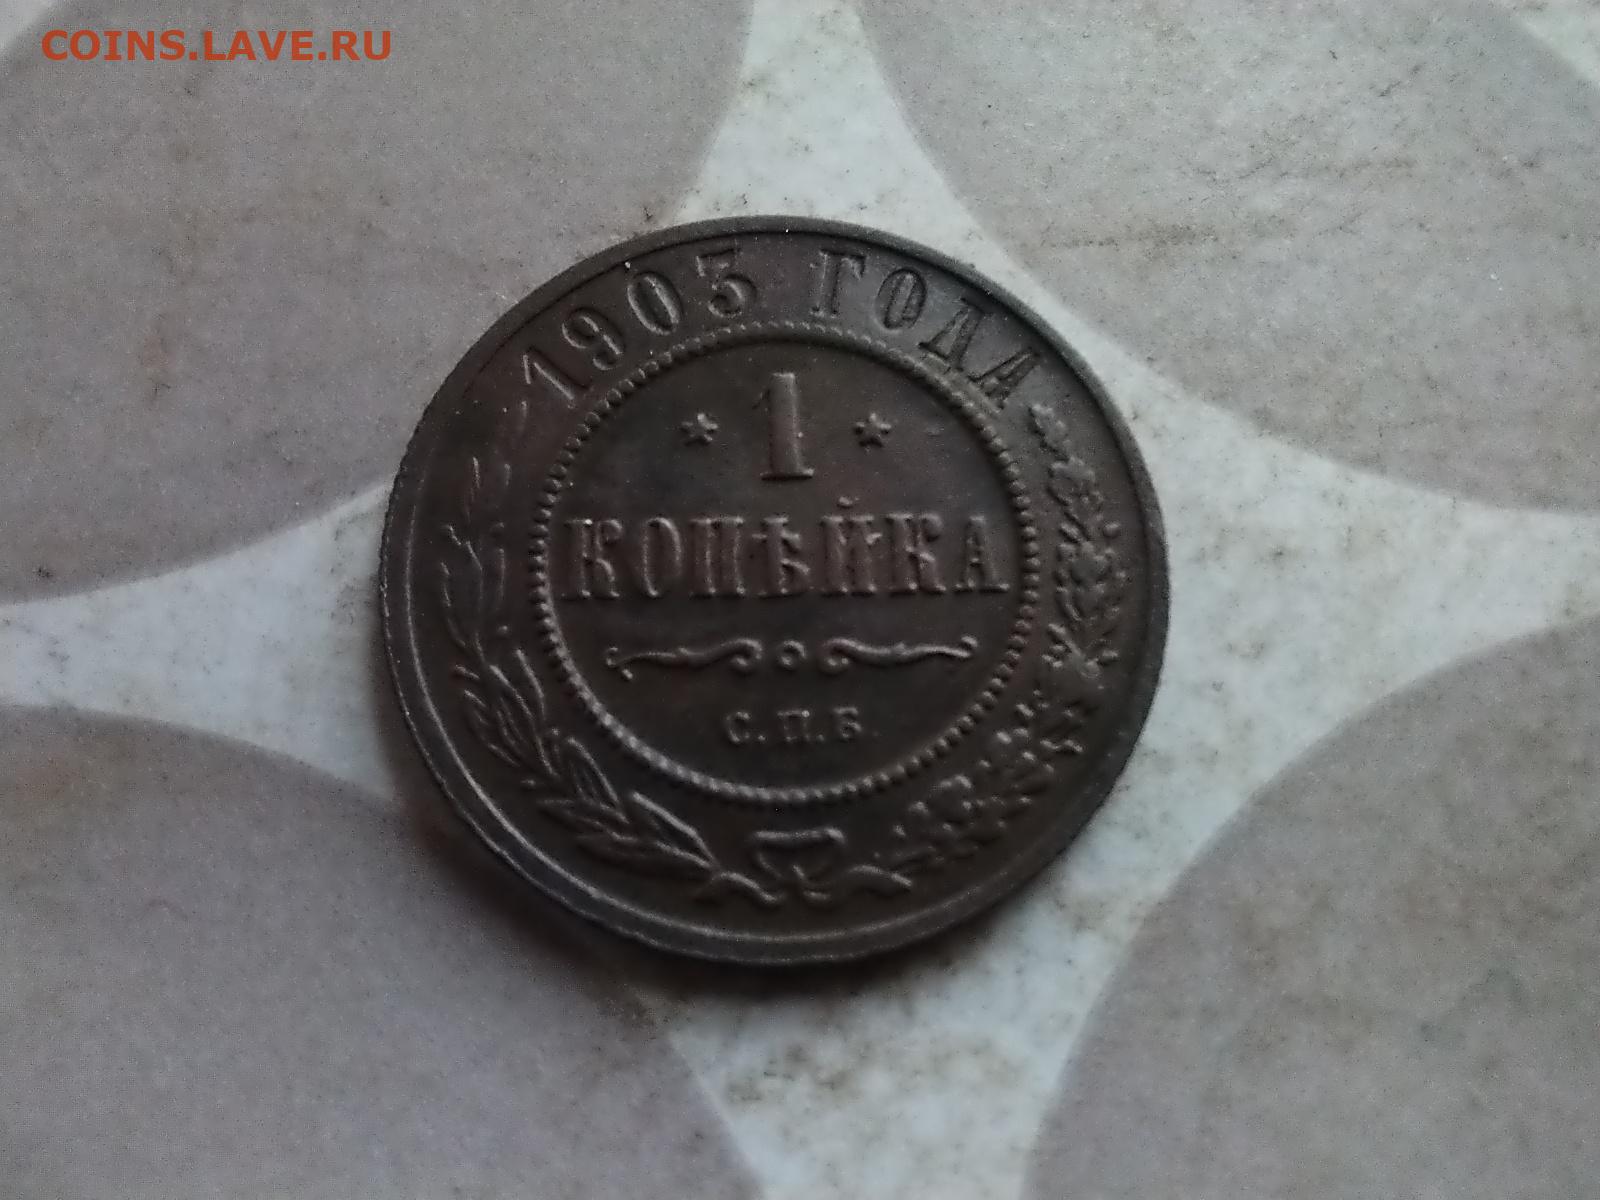 COINS.LAVE.RU
1903 ГОДА
* 1 *
КОПѢЙКА
С.П.Б.